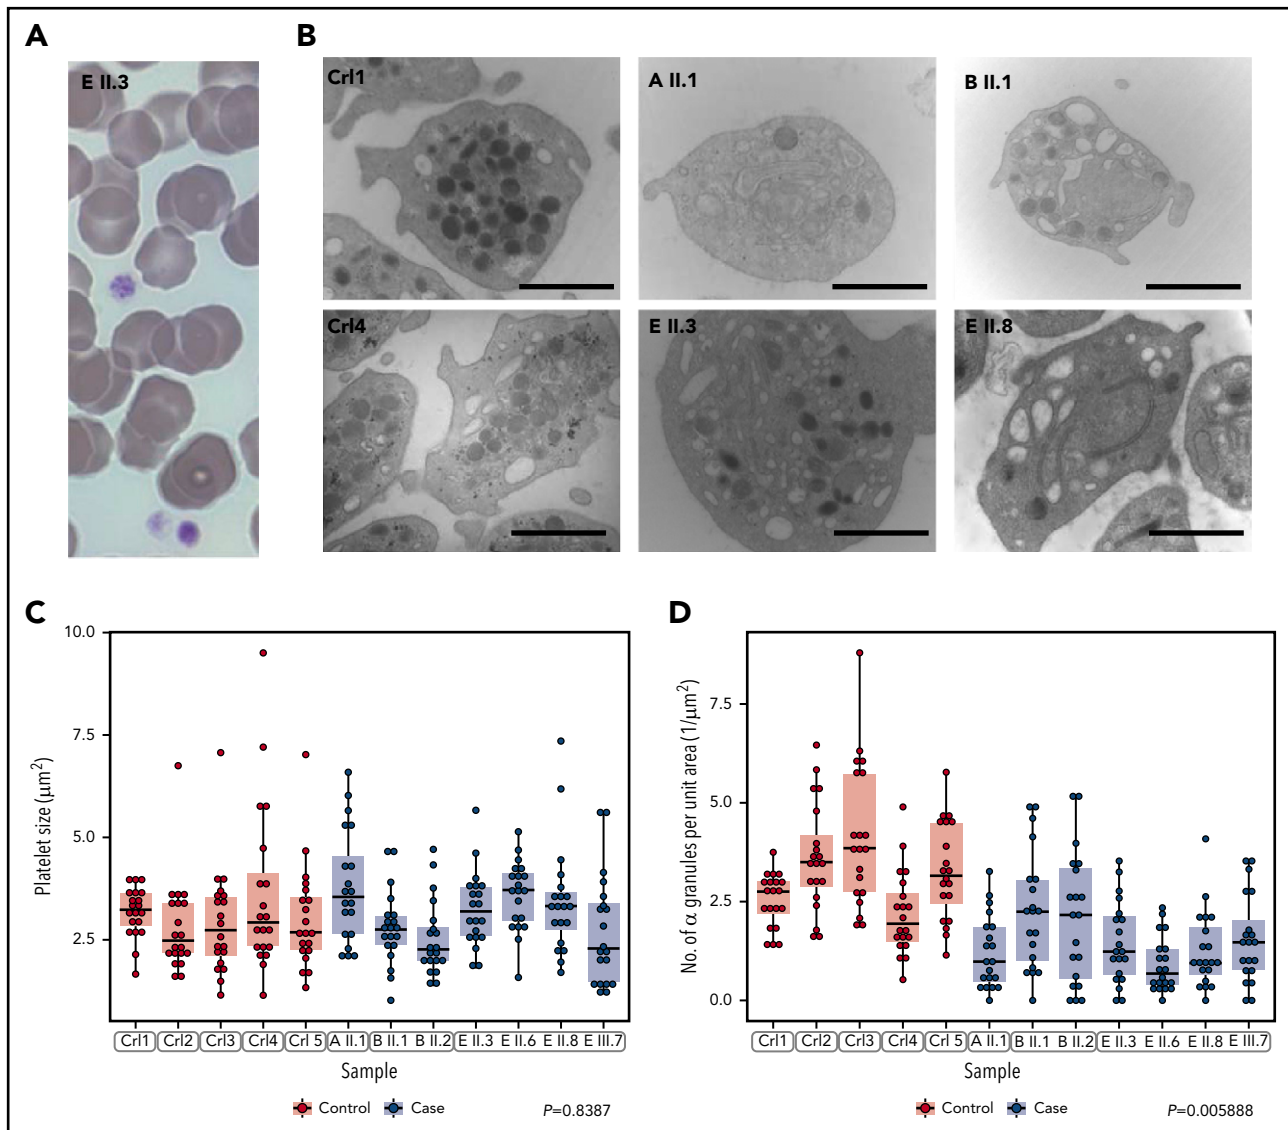 A
B
E II.3
Crl1
A II.1
B II.1
Crl4
E II.3
E II.8
C
10.0
7.5
5.0
2.5
Platelet size (μm²)
Crl1 Crl2 Crl3 Crl4 Crl 5 A II.1 B II.1 B II.2 E II.3 E II.6 E II.8 E III.7
Sample
Control Case P=0.8387
D
7.5
5.0
2.5
0.0
No. of α granules per unit area (1/μm²)
Crl1 Crl2 Crl3 Crl4 Crl 5 A II.1 B II.1 B II.2 E II.3 E II.6 E II.8 E III.7
Sample
Control Case P=0.005888